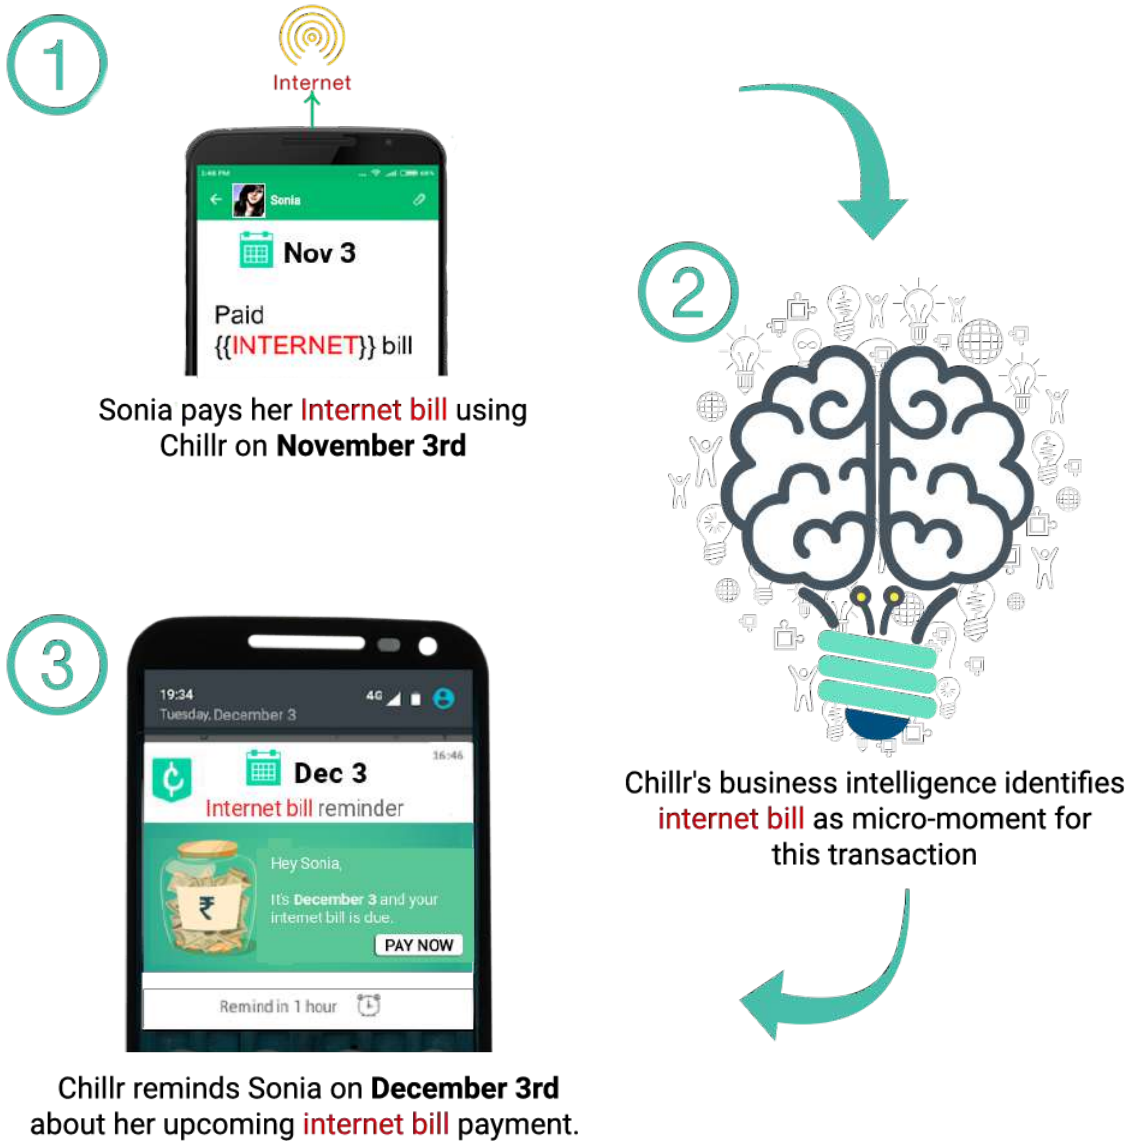 1
Internet
1:46 PM
Sonia
Nov 3
Paid
{{INTERNET}} bill
Sonia pays her Internet bill using
Chillr on November 3rd
2
Chillr's business intelligence identifies
internet bill as micro-moment for
this transaction
3
19:34
4G
Tuesday, December 3
16:46
Dec 3
Internet bill reminder
Hey Sonia,
₹
It's December 3 and your
internet bill is due.
PAY NOW
Remind in 1 hour
Chillr reminds Sonia on December 3rd
about her upcoming internet bill payment.